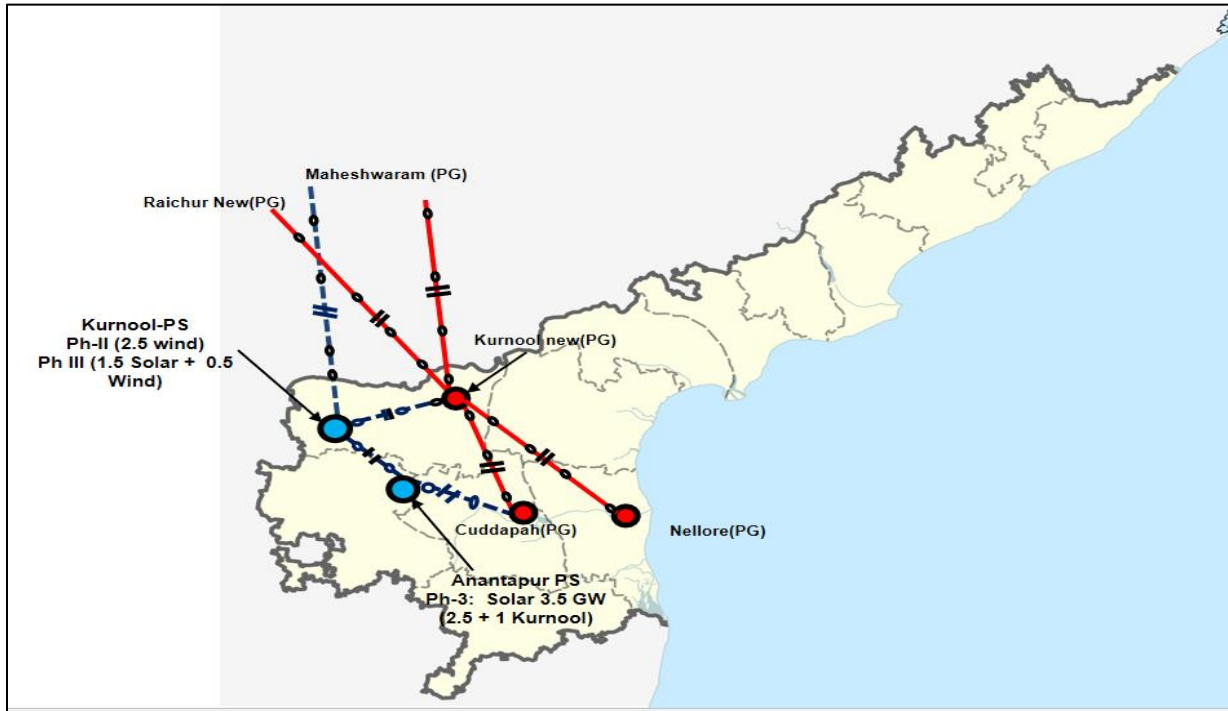 Maheshwaram (PG)
Raichur New(PG)
Kurnool-PS
Ph-II (2.5 wind)
Ph III (1.5 Solar + 0.5
Wind)
Kurnool new(PG)
Cuddapah(PG)
Nellore(PG)
Anantapur PS
Ph-3: Solar 3.5 GW
(2.5 + 1 Kurnool)